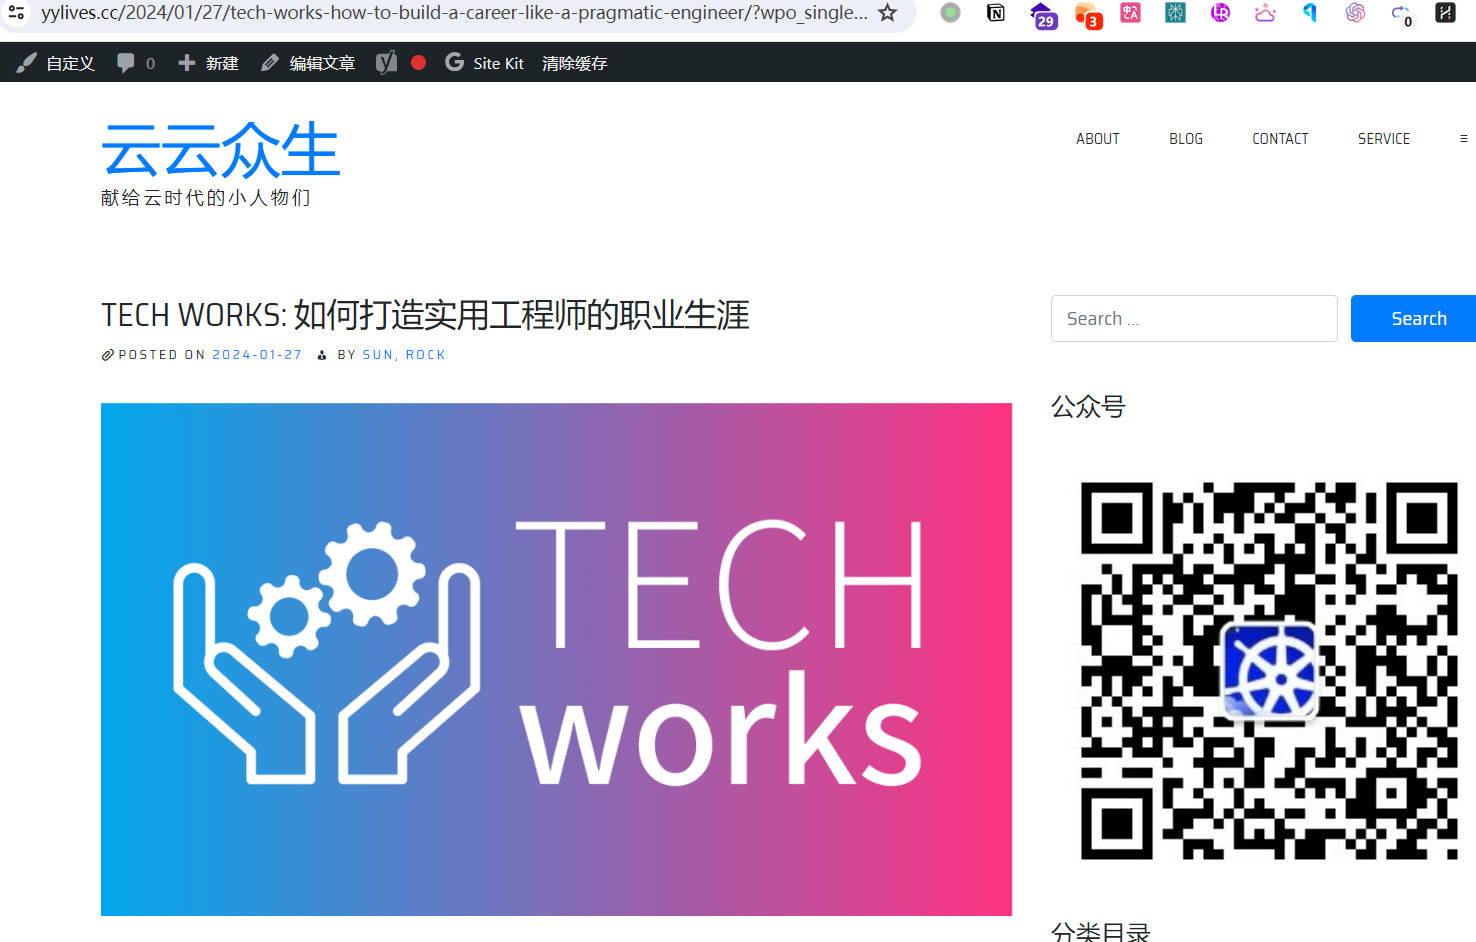 yylives.cc/2024/01/27/tech-works-how-to-build-a-career-like-a-pragmatic-engineer/?wpo_single...
29
3
0
自定义 0 新建 编辑文章 Site Kit 清除缓存
云云众生
献给云时代的小人物们
ABOUT BLOG CONTACT SERVICE
TECH WORKS: 如何打造实用工程师的职业生涯
POSTED ON 2024-01-27 BY SUN, ROCK
Search ...
Search
公众号
TECH
works
分类目录